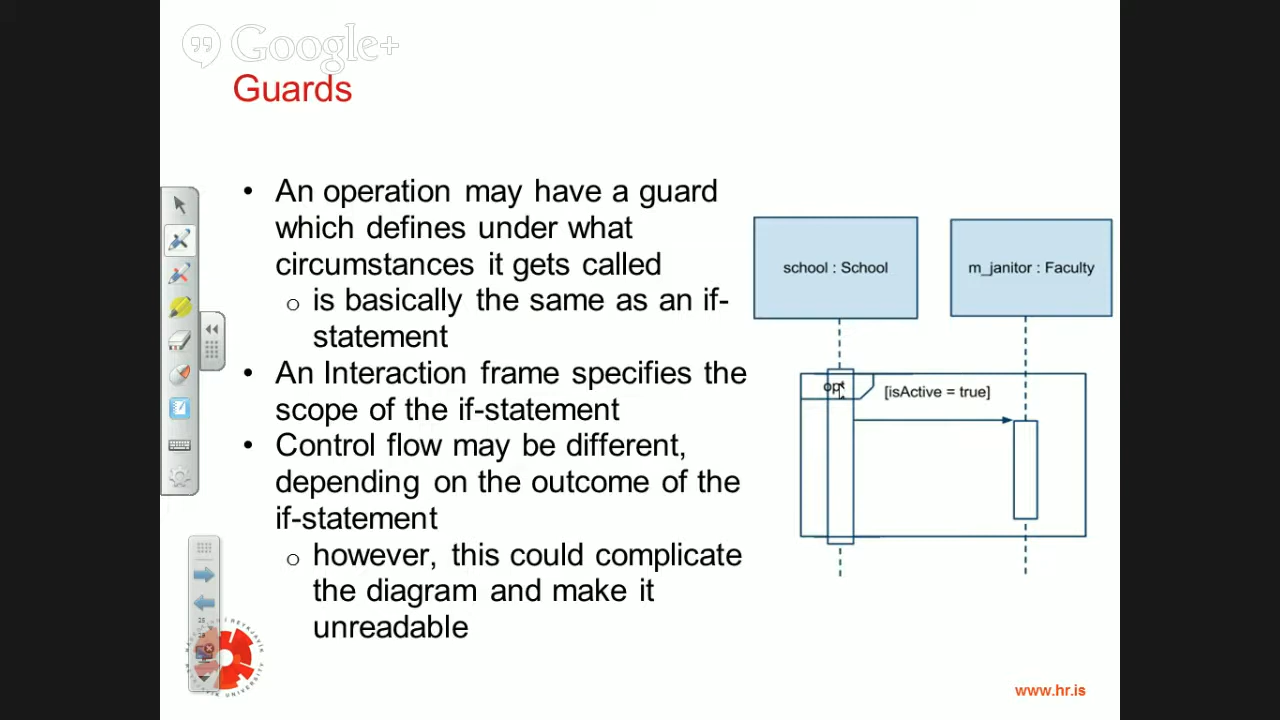 Google+
Guards
• An operation may have a guard
which defines under what
circumstances it gets called
o is basically the same as an if-
statement
• An Interaction frame specifies the
scope of the if-statement
• Control flow may be different,
depending on the outcome of the
if-statement
o however, this could complicate
the diagram and make it
unreadable
school : School
m_janitor : Faculty
opt
[isActive = true]
www.hr.is